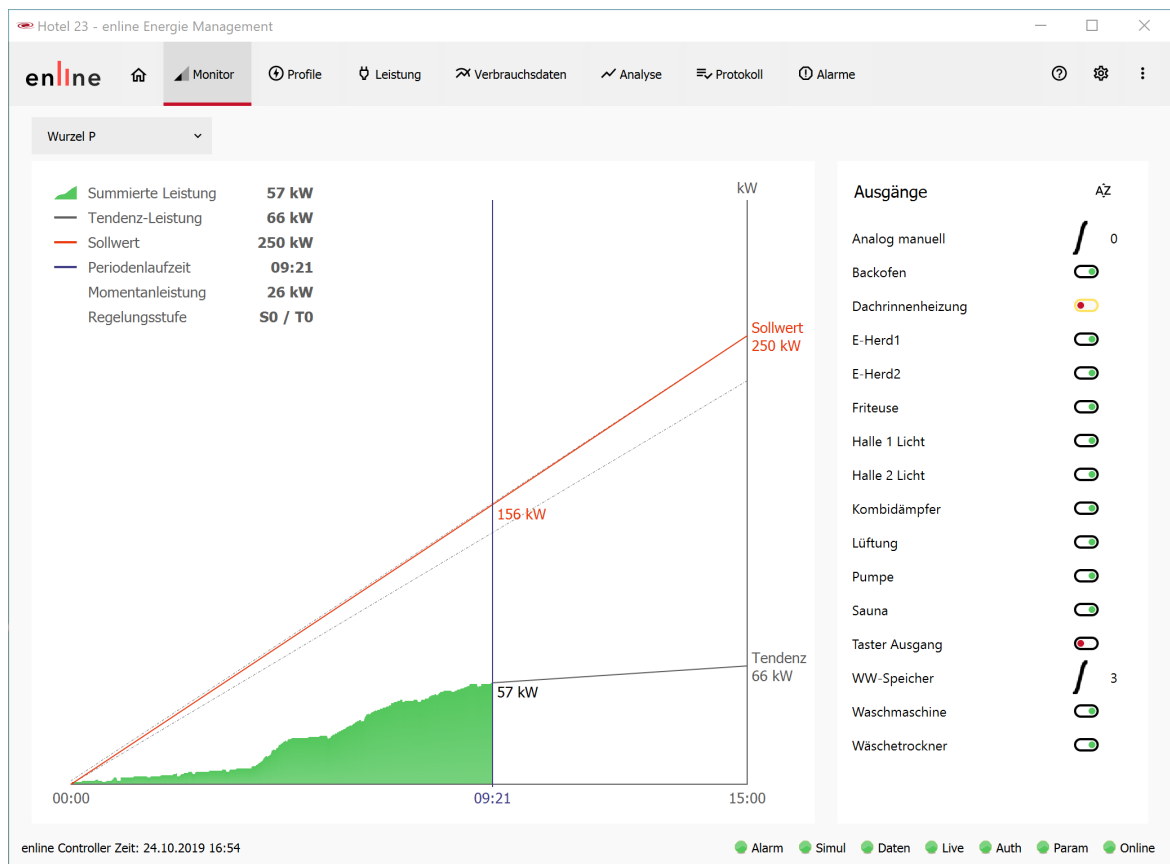 Hotel 23 - enline Energie Management
enline Monitor Profile Leistung Verbrauchsdaten Analyse Protokoll Alarme
Wurzel P
Summierte Leistung 57 kW
Tendenz-Leistung 66 kW
Sollwert 250 kW
Periodenlaufzeit 09:21
Momentanleistung 26 kW
Regelungsstufe S0 / T0
kW
Sollwert
250 kW
156 kW
Tendenz
66 kW
57 kW
00:00 09:21 15:00
Ausgänge AZ
Analog manuell 0
Backofen
Dachrinnenheizung
E-Herd1
E-Herd2
Friteuse
Halle 1 Licht
Halle 2 Licht
Kombidämpfer
Lüftung
Pumpe
Sauna
Taster Ausgang
WW-Speicher 3
Waschmaschine
Wäschetrockner
enline Controller Zeit: 24.10.2019 16:54 Alarm Simul Daten Live Auth Param Online